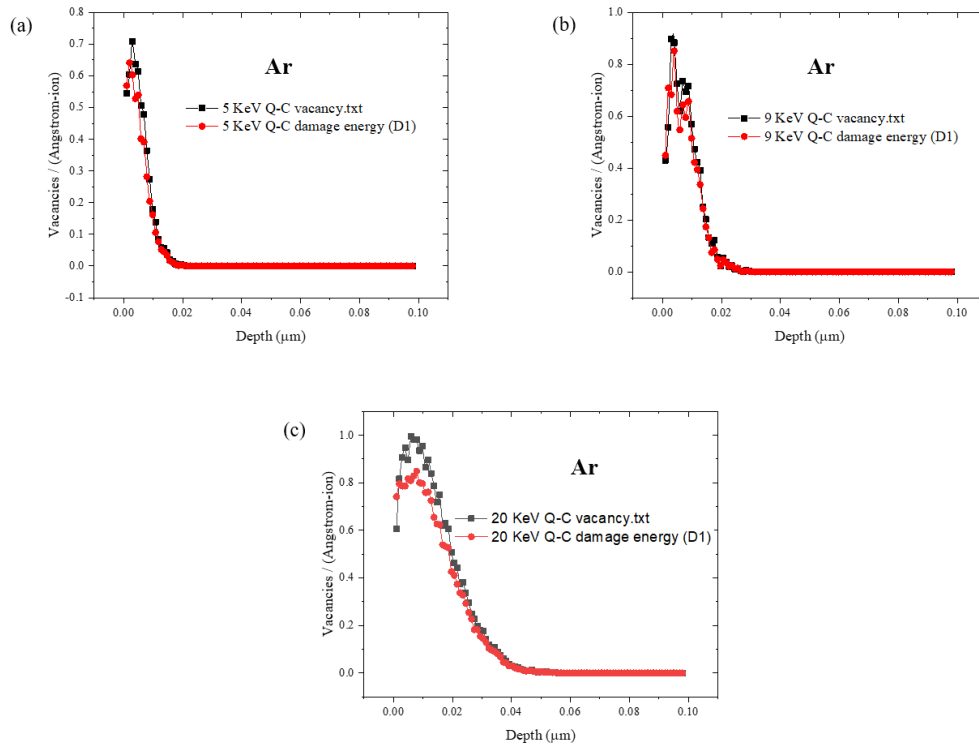 (a)
Ar
5 KeV Q-C vacancy.txt
5 KeV Q-C damage energy (D1)
Vacancies / (Angstrom-ion)
0.8
0.7
0.6
0.5
0.4
0.3
0.2
0.1
0.0
-0.1
0.00 0.02 0.04 0.06 0.08 0.10
Depth (µm)
(b)
Ar
9 KeV Q-C vacancy.txt
9 KeV Q-C damage energy (D1)
Vacancies / (Angstrom-ion)
1.0
0.8
0.6
0.4
0.2
0.0
0.00 0.02 0.04 0.06 0.08 0.10
Depth (µm)
(c)
Ar
20 KeV Q-C vacancy.txt
20 KeV Q-C damage energy (D1)
Vacancies / (Angstrom-ion)
1.0
0.8
0.6
0.4
0.2
0.0
0.00 0.02 0.04 0.06 0.08 0.10
Depth (µm)